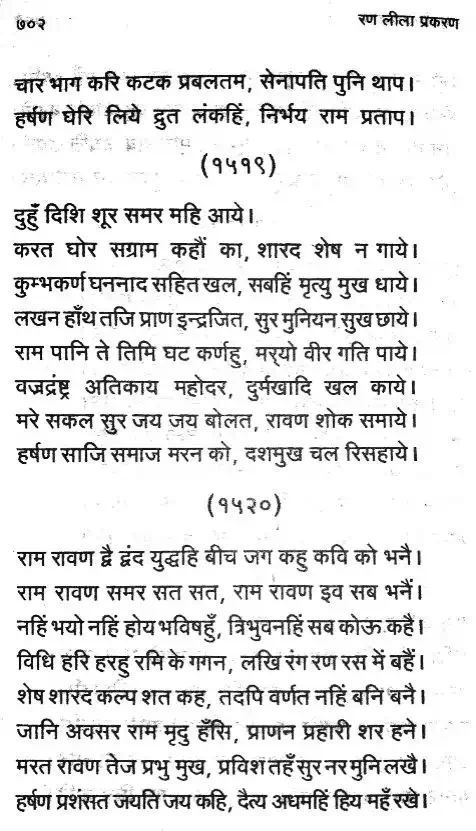 ७०२
रण लीला प्रकरण
चार भाग करि कटक प्रबलतम, सेनापति पुनि थाप।
हर्षण घेरि लिये द्रुत लंकहिं, निर्भय राम प्रताप।
(१५१९)
दुहुँ दिशि शूर समर महि आये।
करत घोर सग्राम कहौं का, शारद शेष न गाये।
कुम्भकर्ण घननाद सहित खल, सबहिं मृत्यु मुख धाये।
लखन हाँथ तजि प्राण इन्द्रजित, सुर मुनियन सुख छाये।
राम पानि ते तिमि घट कर्णहु, मर्‌यो वीर गति पाये।
वज्रद्रंष्ट्र अतिकाय महोदर, दुर्मखादि खल काये।
मरे सकल सुर जय जय बोलत, रावण शोक समाये।
हर्षण साजि समाज मरन को, दशमुख चल रिसहाये।
(१५२०)
राम रावण द्वै द्वंद युद्धहि बीच जग कहु कवि को भनै।
राम रावण समर सत सत, राम रावण इव सब भनैं।
नहिं भयो नहिं होय भविषहुँ, त्रिभुवनहिं सब कोऊ कहै।
विधि हरि हरहु रमि के गगन, लखि रंग रण रस में बहैं।
शेष शारद कल्प शत कह, तदपि वर्णत नहिं बनि बनै।
जानि अवसर राम मृदु हँसि, प्राणन प्रहारी शर हने।
मरत रावण तेज प्रभु मुख, प्रविश तहँ सुर नर मुनि लखै।
हर्षण प्रशंसत जयति जय कहि, दैत्य अधमहिं हिय महँ रखे।